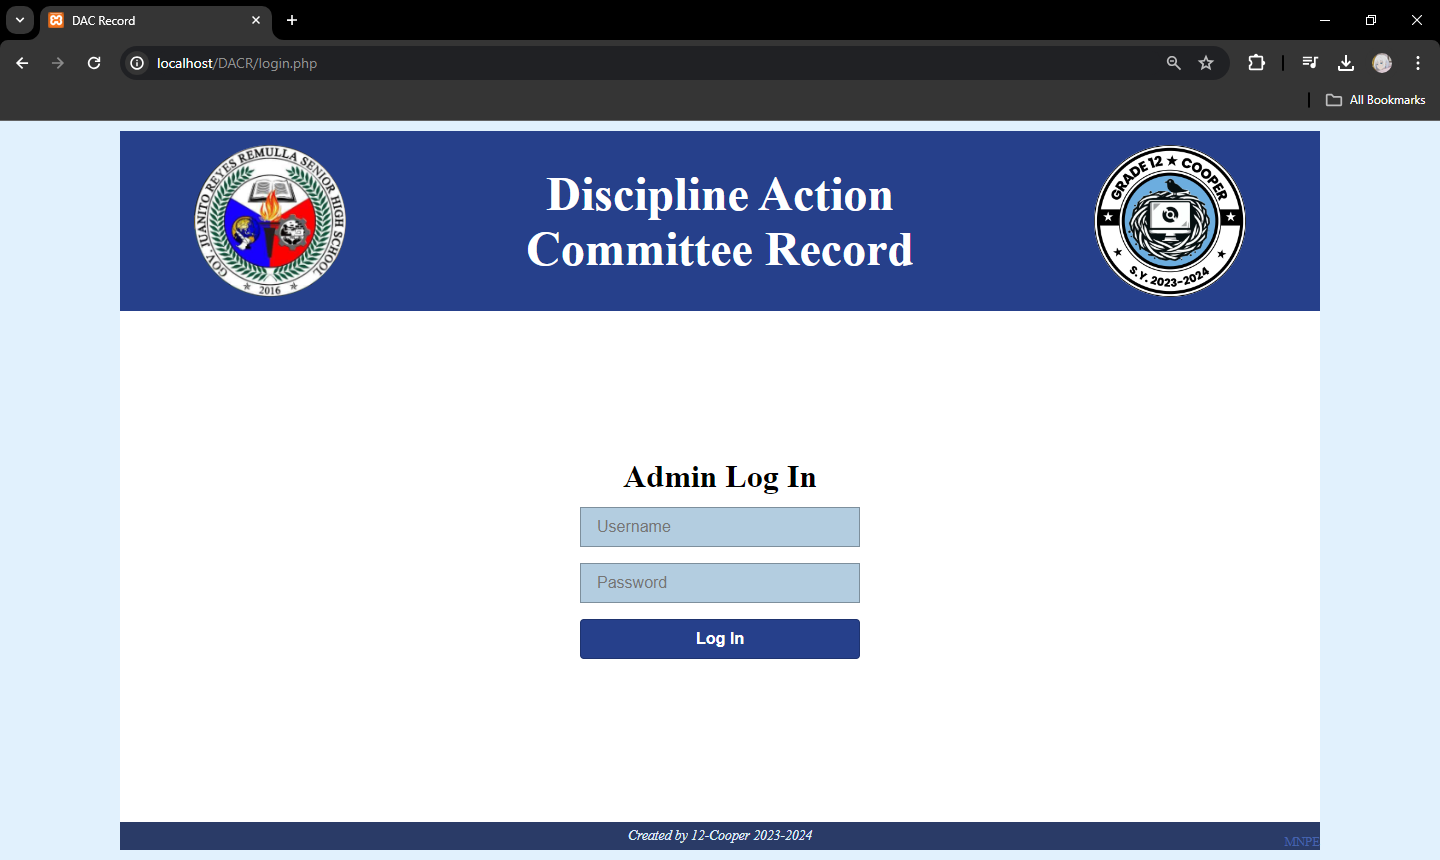 DAC Record
localhost/DACR/login.php
All Bookmarks
GOV. JUANITO REYES REMULLA SENIOR HIGH SCHOOL
2016
Discipline Action
Committee Record
GRADE 12 ★ COOPER
S.Y. 2023-2024
Admin Log In
Username
Password
Log In
Created by 12-Cooper 2023-2024
MNPE